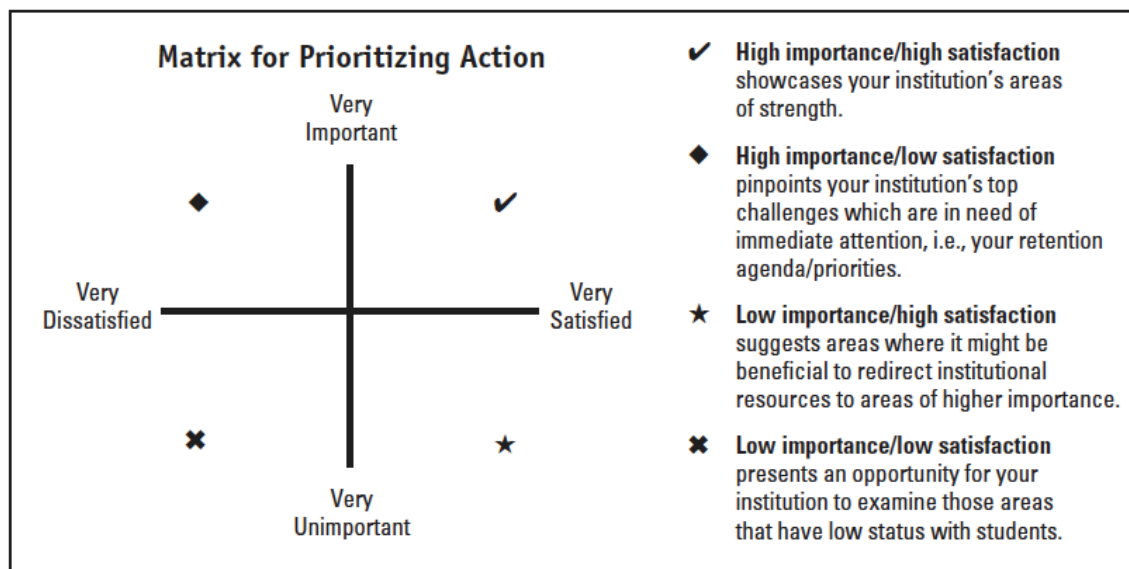 Matrix for Prioritizing Action
Very
Important
Very
Dissatisfied
Very
Satisfied
Very
Unimportant
✔ High importance/high satisfaction
showcases your institution’s areas
of strength.
◆ High importance/low satisfaction
pinpoints your institution’s top
challenges which are in need of
immediate attention, i.e., your retention
agenda/priorities.
★ Low importance/high satisfaction
suggests areas where it might be
beneficial to redirect institutional
resources to areas of higher importance.
✖ Low importance/low satisfaction
presents an opportunity for your
institution to examine those areas
that have low status with students.